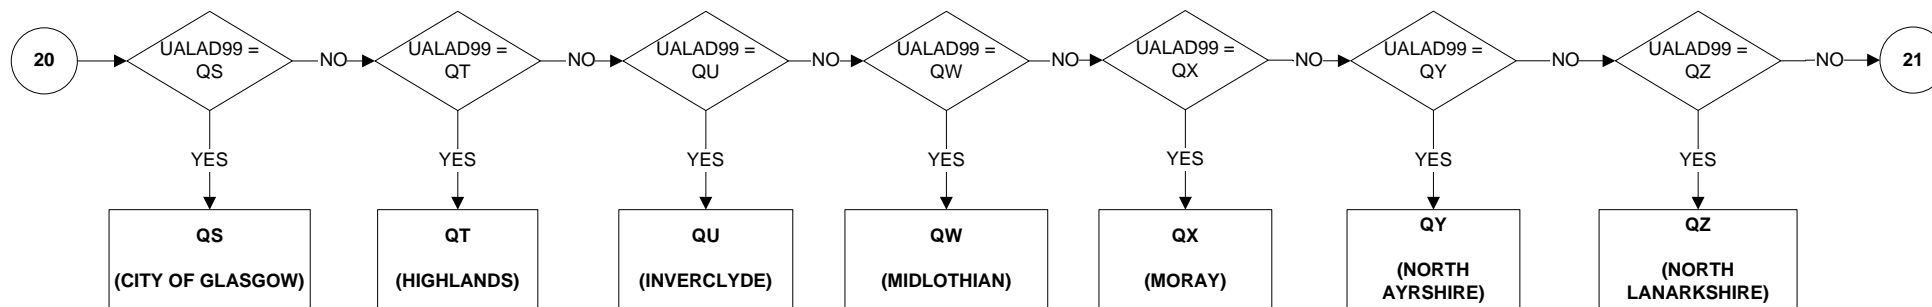 20
UALAD99 =
QS
NO
UALAD99 =
QT
NO
UALAD99 =
QU
NO
UALAD99 =
QW
NO
UALAD99 =
QX
NO
UALAD99 =
QY
NO
UALAD99 =
QZ
NO
21
YES
YES
YES
YES
YES
YES
YES
QS
(CITY OF GLASGOW)
QT
(HIGHLANDS)
QU
(INVERCLYDE)
QW
(MIDLOTHIAN)
QX
(MORAY)
QY
(NORTH
AYRSHIRE)
QZ
(NORTH
LANARKSHIRE)